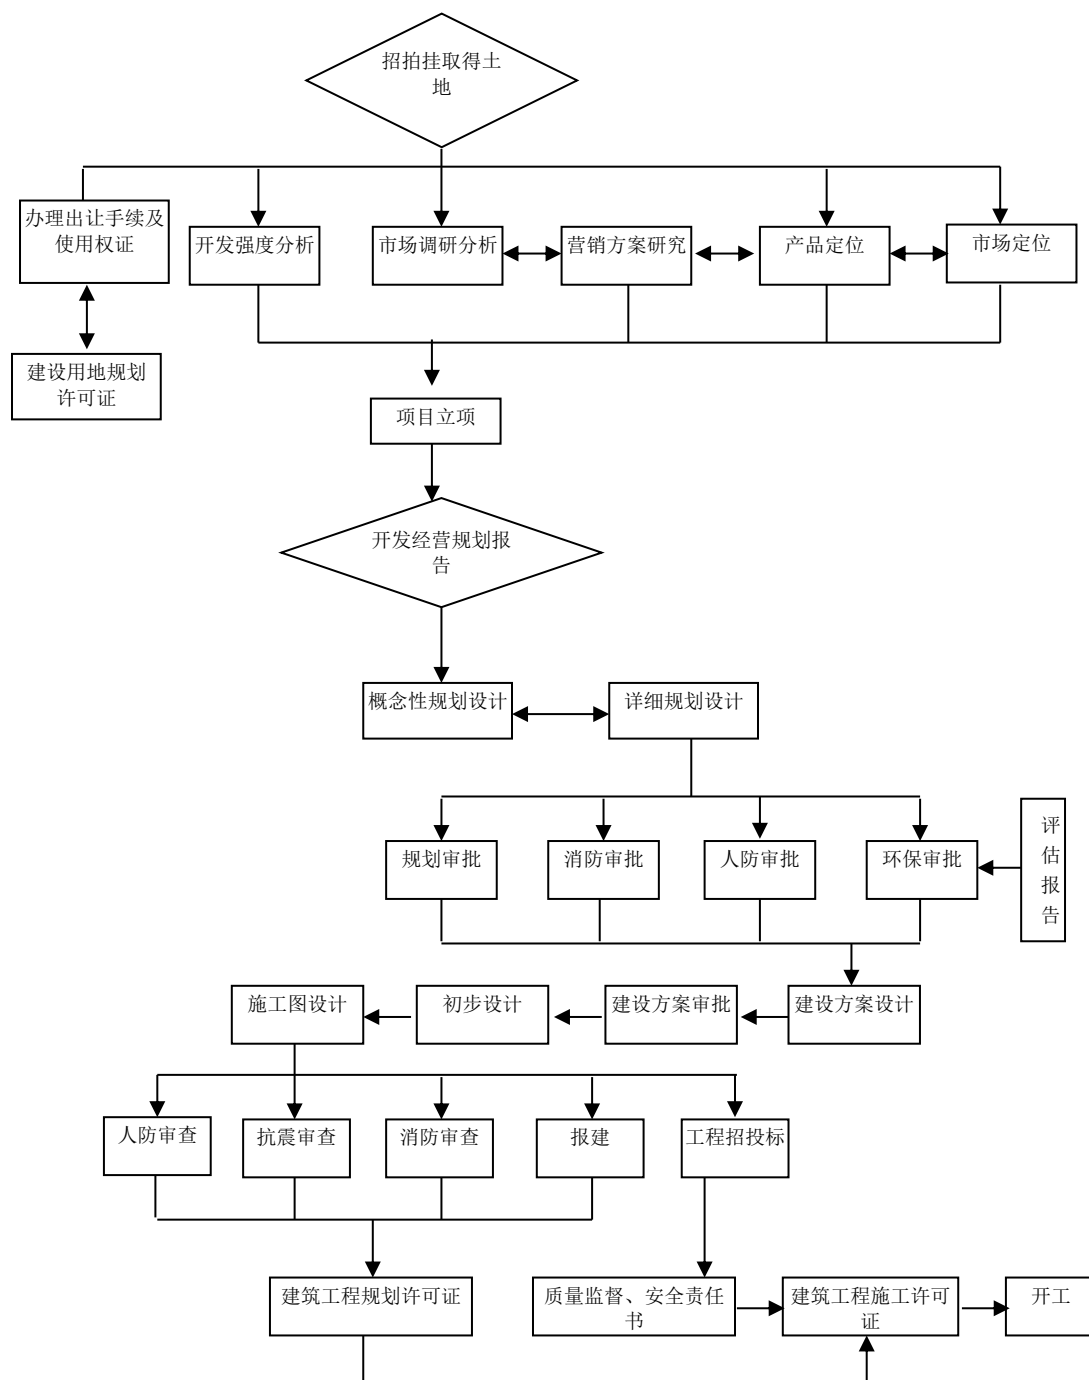 招拍挂取得土
地
办理出让手续及
使用权证
开发强度分析
市场调研分析
营销方案研究
产品定位
市场定位
建设用地规划
许可证
项目立项
开发经营规划报
告
概念性规划设计
详细规划设计
规划审批
消防审批
人防审批
环保审批
评
估
报
告
施工图设计
初步设计
建设方案审批
建设方案设计
人防审查
抗震审查
消防审查
报建
工程招投标
建筑工程规划许可证
质量监督、安全责任
书
建筑工程施工许可
证
开工